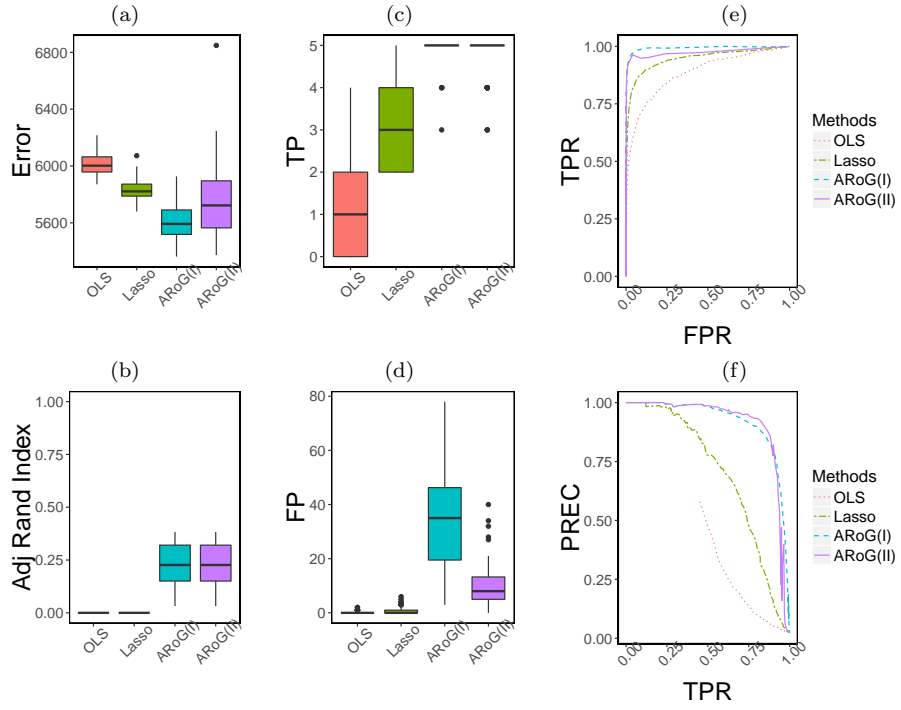 (a)
Error
6800
6400
6000
5600
OLS
Lasso
ARoG(I)
ARoG(II)
(c)
TP
5
4
3
2
1
0
OLS
Lasso
ARoG(I)
ARoG(II)
(e)
TPR
1.00
0.75
0.50
0.25
0.00
0.00
0.25
0.50
0.75
1.00
FPR
Methods
OLS
Lasso
ARoG(I)
ARoG(II)
(b)
Adj Rand Index
1.00
0.75
0.50
0.25
0.00
OLS
Lasso
ARoG(I)
ARoG(II)
(d)
FP
80
60
40
20
0
OLS
Lasso
ARoG(I)
ARoG(II)
(f)
PREC
1.00
0.75
0.50
0.25
0.00
0.00
0.25
0.50
0.75
1.00
TPR
Methods
OLS
Lasso
ARoG(I)
ARoG(II)